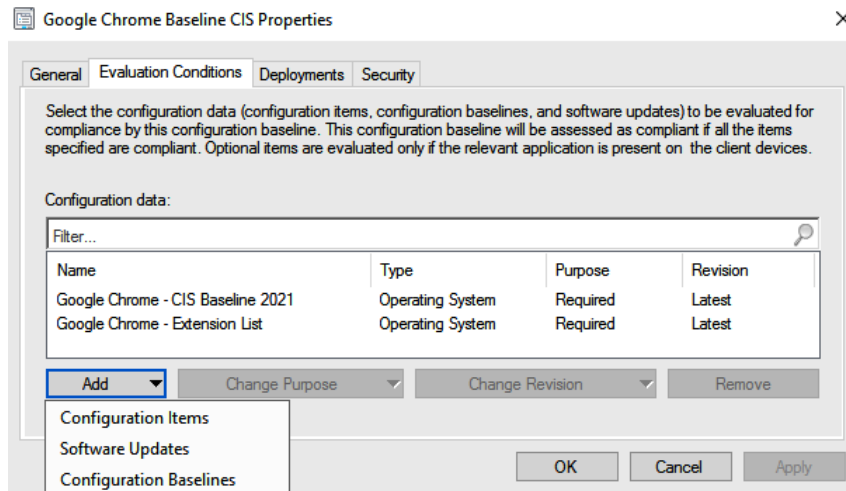 Google Chrome Baseline CIS Properties
General Evaluation Conditions Deployments Security
Select the configuration data (configuration items, configuration baselines, and software updates) to be evaluated for
compliance by this configuration baseline. This configuration baseline will be assessed as compliant if all the items
specified are compliant. Optional items are evaluated only if the relevant application is present on the client devices.
Configuration data:
Filter...
Name Type Purpose Revision
Google Chrome - CIS Baseline 2021 Operating System Required Latest
Google Chrome - Extension List Operating System Required Latest
Add Change Purpose Change Revision Remove
Configuration Items
Software Updates
Configuration Baselines
OK Cancel Apply